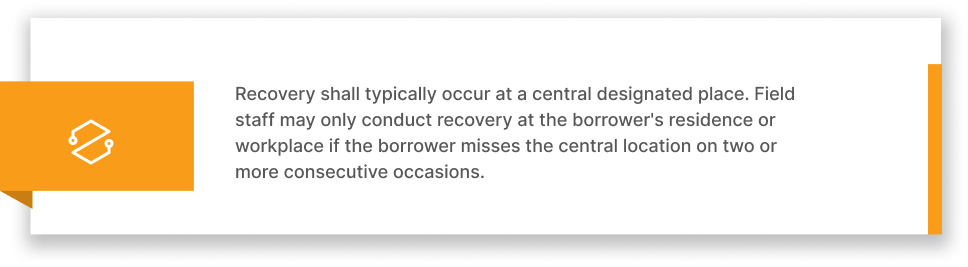 Recovery shall typically occur at a central designated place. Field
staff may only conduct recovery at the borrower's residence or
workplace if the borrower misses the central location on two or
more consecutive occasions.